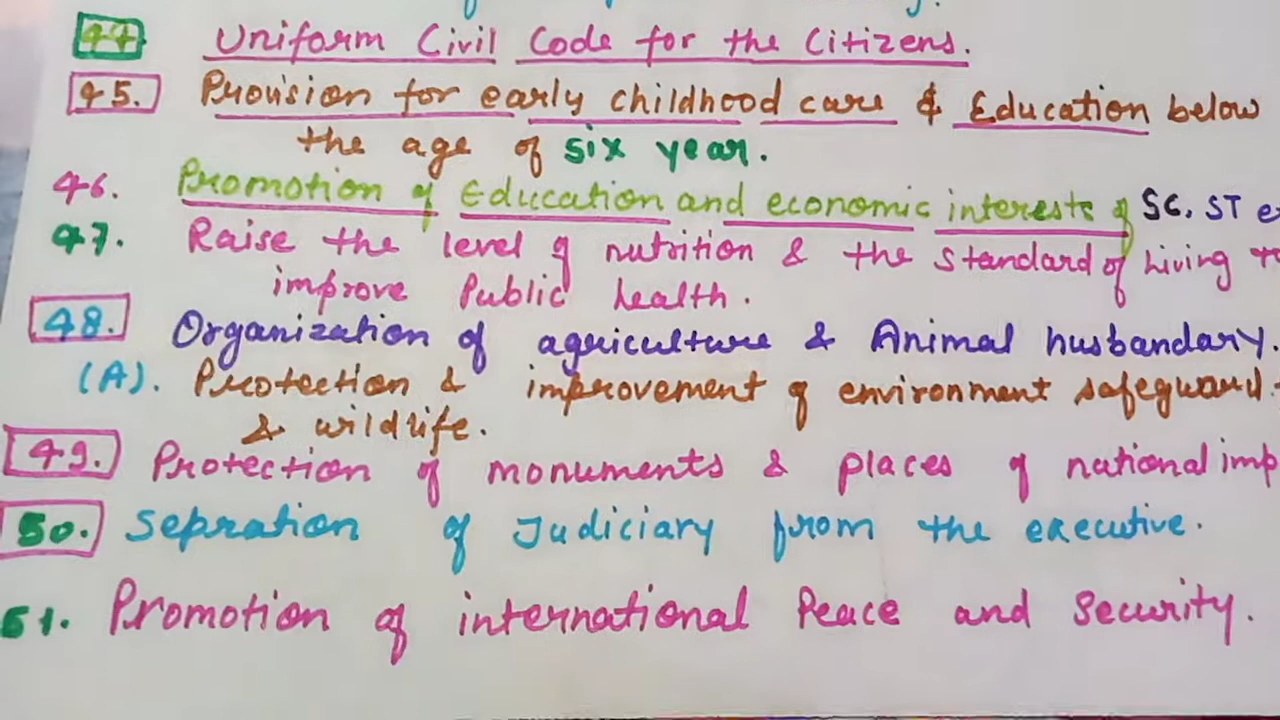 44 Uniform Civil Code for the Citizens.
45. Provision for early childhood care & Education below
the age of six year.
46. Promotion of Education and economic interests of SC, ST
47. Raise the level of nutrition & the standard of Living
improve Public health.
48. Organization of agriculture & Animal husbandary.
(A). Protection & improvement of environment safeguard
& wildlife.
49. Protection of monuments & places of national imp
50. Sepration of Judiciary from the executive.
51. Promotion of international Peace and Security.